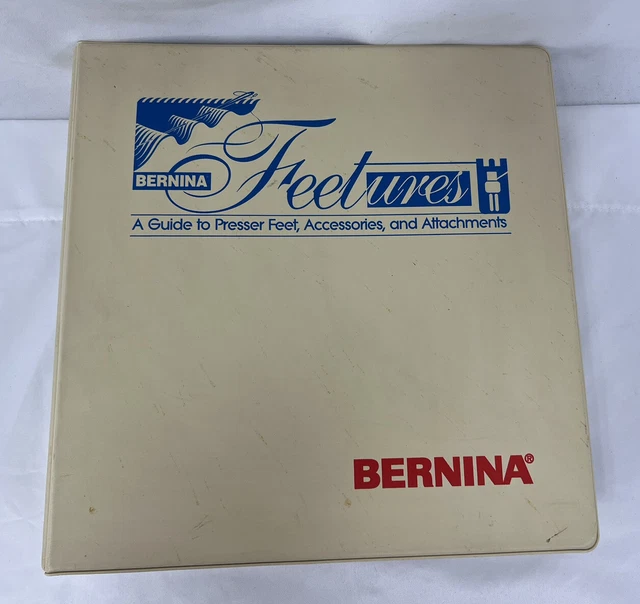 BERNINA Feetures
A Guide to Presser Feet, Accessories, and Attachments
BERNINA®